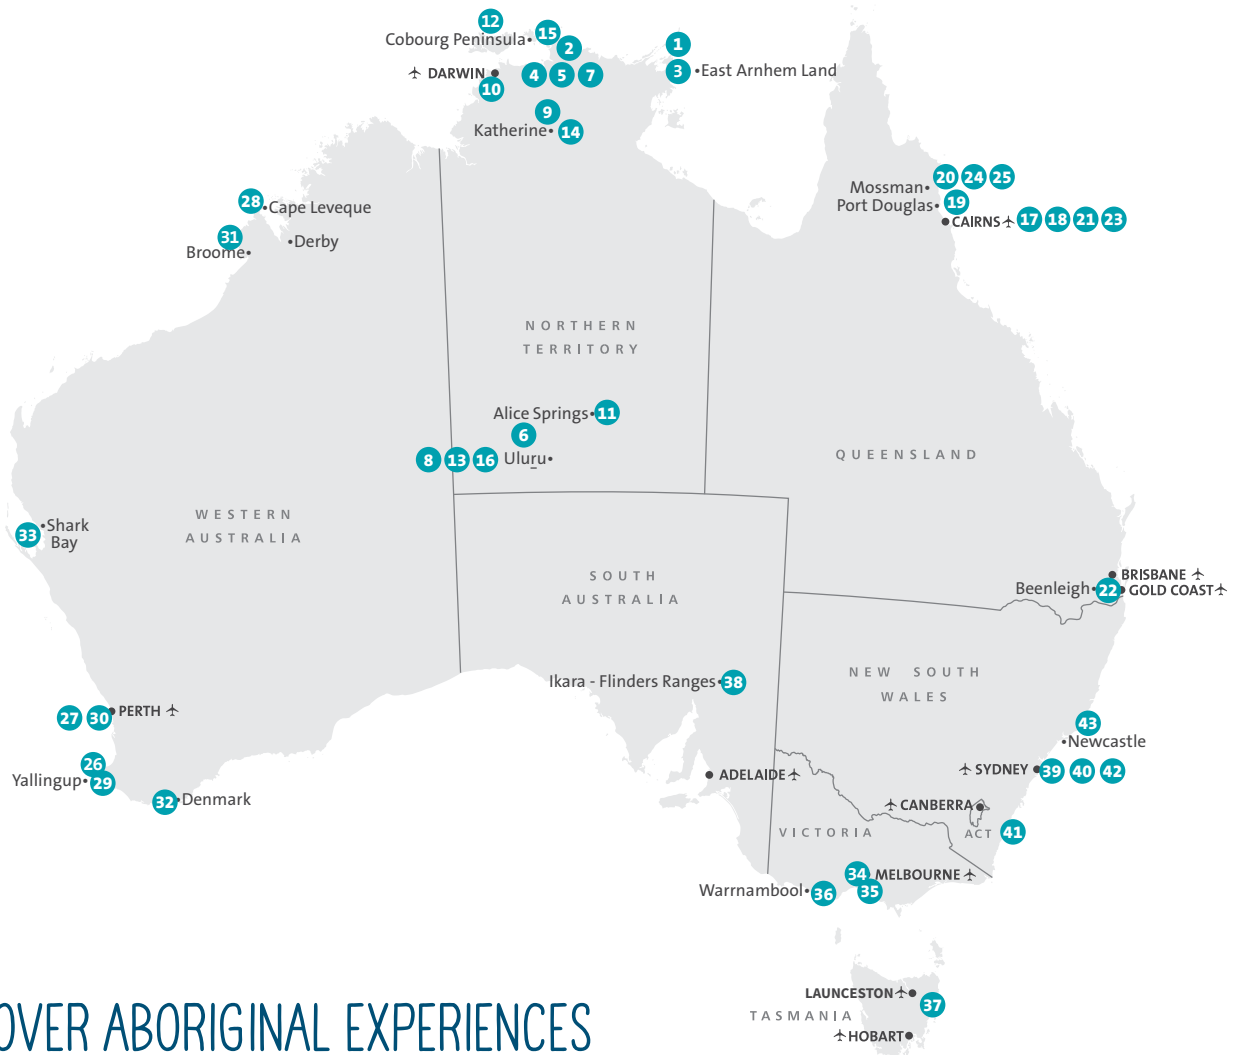 12
Cobourg Peninsula
15
2
1
DARWIN
4 5 7
3
East Arnhem Land
10
9
Katherine
14
28
Cape Leveque
31
Broome
Derby
Mossman
20 24 25
Port Douglas
19
CAIRNS
17 18 21 23
NORTHERN
TERRITORY
Alice Springs
11
6
8 13 16
Uluṟu
QUEENSLAND
WESTERN
AUSTRALIA
33
Shark
Bay
SOUTH
AUSTRALIA
BRISBANE
Beenleigh
22
GOLD COAST
Ikara - Flinders Ranges
38
NEW SOUTH
WALES
27 30
PERTH
43
Newcastle
26
Yallingup
29
32
Denmark
ADELAIDE
SYDNEY
39 40 42
CANBERRA
VICTORIA
ACT
41
34
MELBOURNE
Warrnambool
36
35
LAUNCESTON
37
TASMANIA
HOBART
OVER ABORIGINAL EXPERIENCES